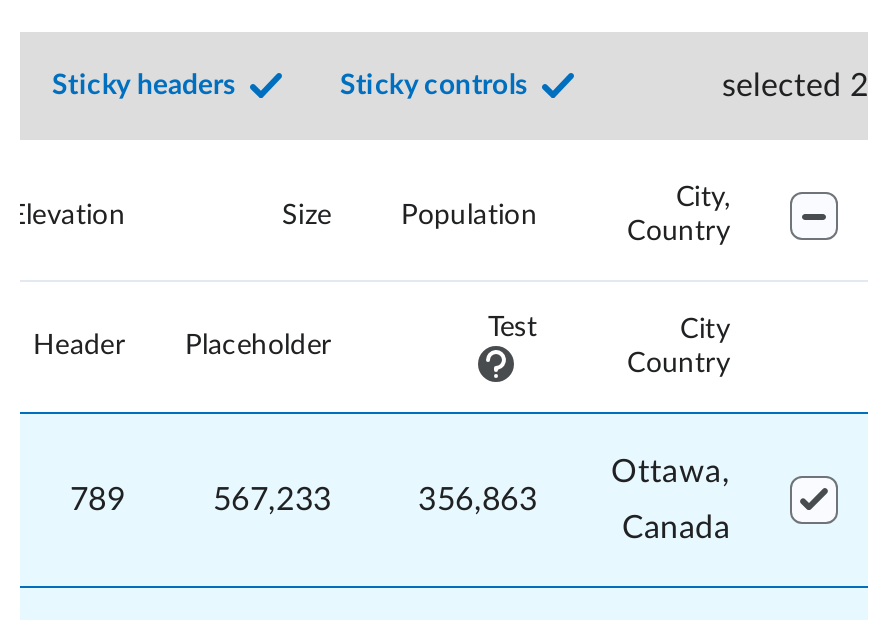 Sticky headers Sticky controls selected 2
Elevation Size Population City,
Country
Header Placeholder Test City
Country
789 567,233 356,863 Ottawa,
Canada